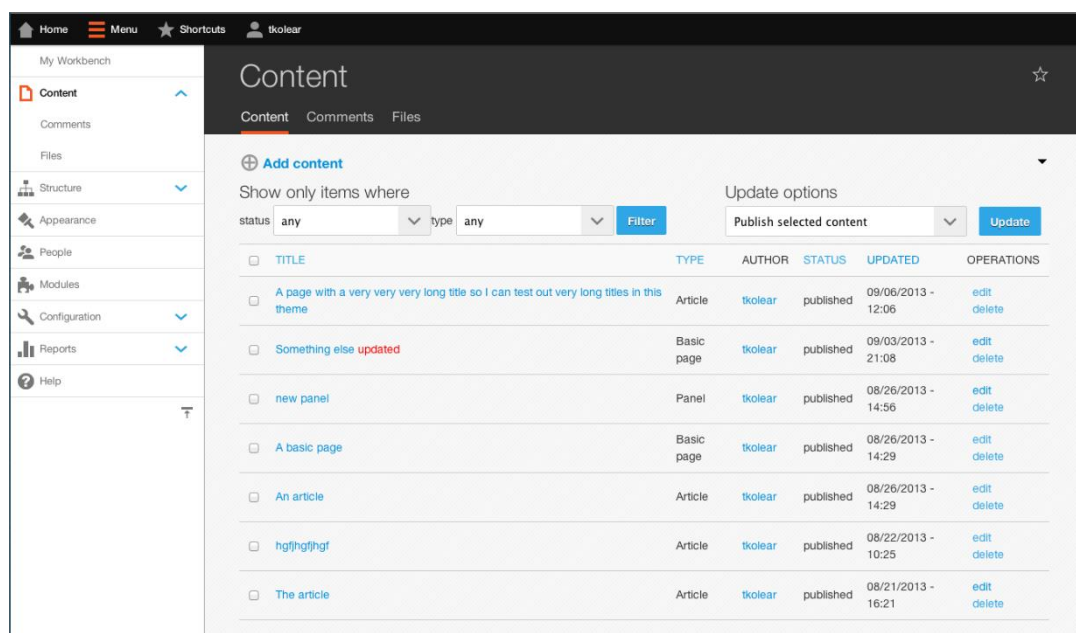 Home Menu Shortcuts tkolear
My Workbench
Content
Comments
Files
Structure
Appearance
People
Modules
Configuration
Reports
Help
Content
Content Comments Files
Add content
Show only items where
status any type any Filter
Update options
Publish selected content Update
TITLE TYPE AUTHOR STATUS UPDATED OPERATIONS
A page with a very very very long title so I can test out very long titles in this
theme
Article tkolear published
09/06/2013 -
12:06
edit
delete
Something else updated
Basic
page
tkolear published
09/03/2013 -
21:08
edit
delete
new panel Panel tkolear published
08/26/2013 -
14:56
edit
delete
A basic page
Basic
page
tkolear published
08/26/2013 -
14:29
edit
delete
An article Article tkolear published
08/26/2013 -
14:29
edit
delete
hgfjhgfjhgf Article tkolear published
08/22/2013 -
10:25
edit
delete
The article Article tkolear published
08/21/2013 -
16:21
edit
delete